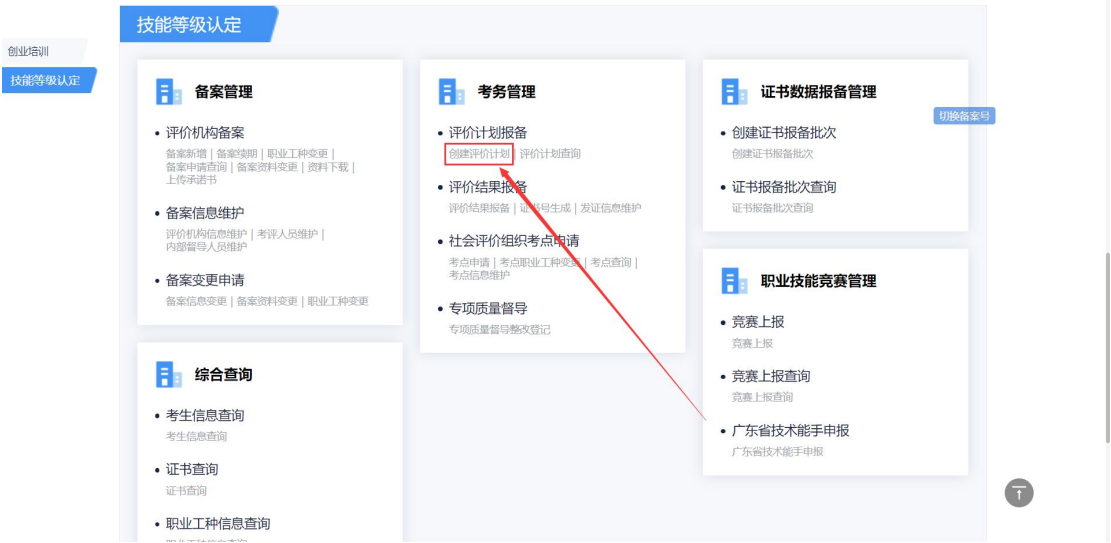 技能等级认定
创业培训
技能等级认定
备案管理
评价机构备案
备案新增 | 备案续期 | 职业工种变更 |
备案申请查询 | 备案资料变更 | 资料下载 |
上传承诺书
备案信息维护
评价机构信息维护 | 考评人员维护 |
内部督导人员维护
备案变更申请
备案信息变更 | 备案资料变更 | 职业工种变更
综合查询
考生信息查询
考生信息查询
证书查询
证书查询
职业工种信息查询
考务管理
评价计划报备
创建评价计划 | 评价计划查询
评价结果报备
评价结果报备 | 证书号生成 | 发证信息维护
社会评价组织考点申请
考点申请 | 考点职业工种变更 | 考点查询 |
考点信息维护
专项质量督导
专项质量督导整改登记
证书数据报备管理
切换备案号
创建证书报备批次
创建证书报备批次
证书报备批次查询
证书报备批次查询
职业技能竞赛管理
竞赛上报
竞赛上报
竞赛上报查询
竞赛上报查询
广东省技术能手申报
广东省技术能手申报